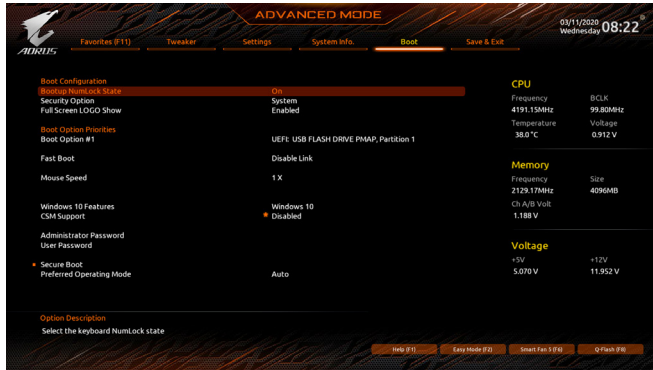 ADVANCED MODE
03/11/2020
Wednesday 08:22
AORUS
Favorites (F11) Tweaker Settings System Info. Boot Save & Exit
Boot Configuration
Bootup NumLock State On
Security Option System
Full Screen LOGO Show Enabled
Boot Option Priorities
Boot Option #1 UEFI: USB FLASH DRIVE PMAP, Partition 1
Fast Boot Disable Link
Mouse Speed 1 X
Windows 10 Features Windows 10
CSM Support Disabled
Administrator Password
User Password
Secure Boot
Preferred Operating Mode Auto
CPU
Frequency BCLK
4191.15MHz 99.80MHz
Temperature Voltage
38.0 °C 0.912 V
Memory
Frequency Size
2129.17MHz 4096MB
Ch A/B Volt
1.188 V
Voltage
+5V +12V
5.070 V 11.952 V
Option Description
Select the keyboard NumLock state
Help (F1) Easy Mode (F2) Smart Fan 5 (F6) Q-Flash (F8)